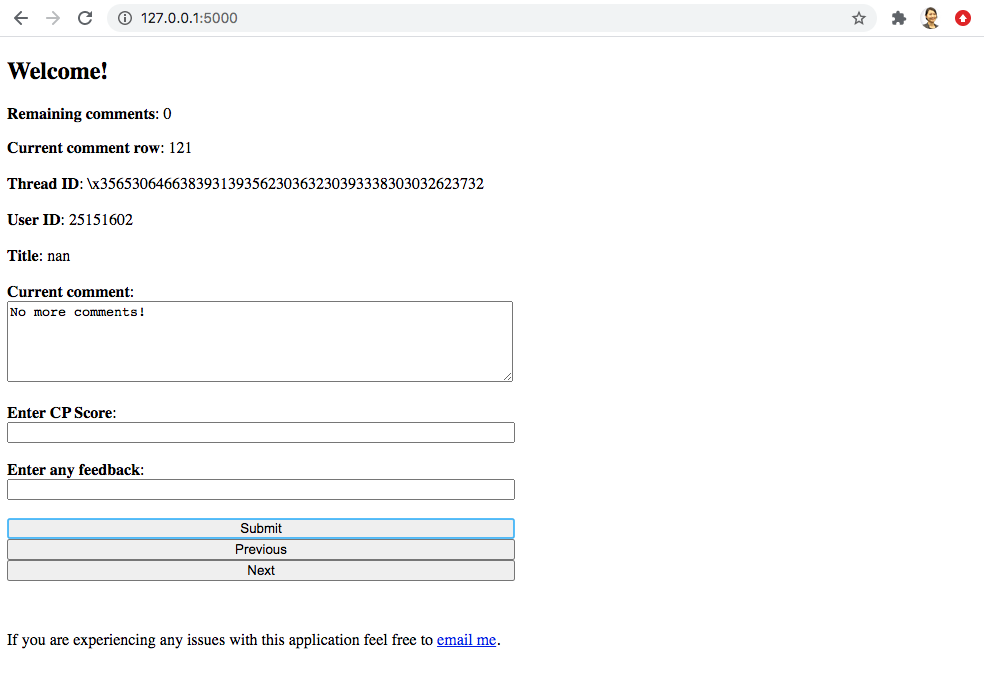 127.0.0.1:5000
Welcome!
Remaining comments: 0
Current comment row: 121
Thread ID: \x356530646638393139356230363230393338303032623732
User ID: 25151602
Title: nan
Current comment:
No more comments!
Enter CP Score:
Enter any feedback:
Submit
Previous
Next
If you are experiencing any issues with this application feel free to email me.